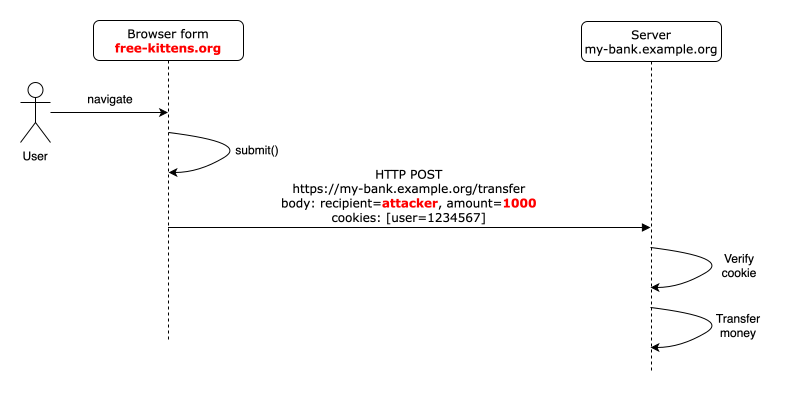 Browser form
free-kittens.org
Server
my-bank.example.org
navigate
User
submit()
HTTP POST
https://my-bank.example.org/transfer
body: recipient=attacker, amount=1000
cookies: [user=1234567]
Verify
cookie
Transfer
money